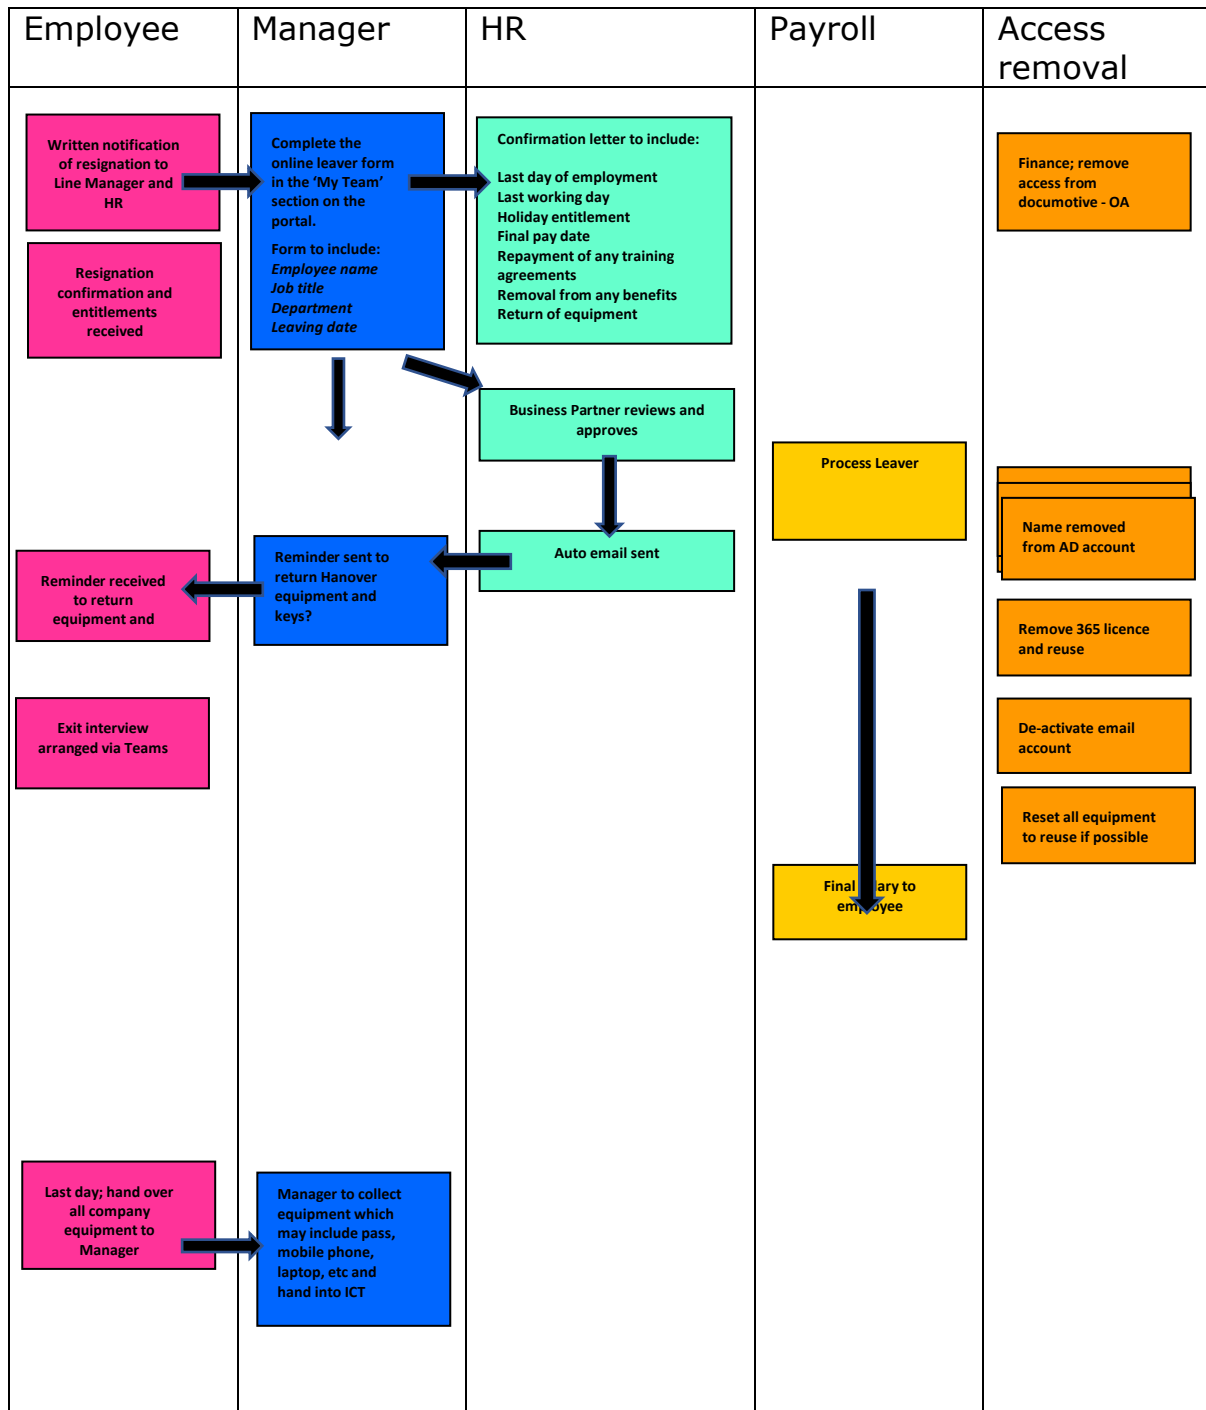 Employee
Manager
HR
Payroll
Access
removal
Written notification
of resignation to
Line Manager and
HR
Resignation
confirmation and
entitlements
received
Complete the
online leaver form
in the ‘My Team’
section on the
portal.
Form to include:
Employee name
Job title
Department
Leaving date
Confirmation letter to include:
Last day of employment
Last working day
Holiday entitlement
Final pay date
Repayment of any training
agreements
Removal from any benefits
Return of equipment
Finance; remove
access from
documotive - OA
Business Partner reviews and
approves
Process Leaver
Name removed
from AD account
Auto email sent
Reminder sent to
return Hanover
equipment and
keys?
Reminder received
to return
equipment and
Remove 365 licence
and reuse
Exit interview
arranged via Teams
De-activate email
account
Reset all equipment
to reuse if possible
Final salary to
employee
Last day; hand over
all company
equipment to
Manager
Manager to collect
equipment which
may include pass,
mobile phone,
laptop, etc and
hand into ICT